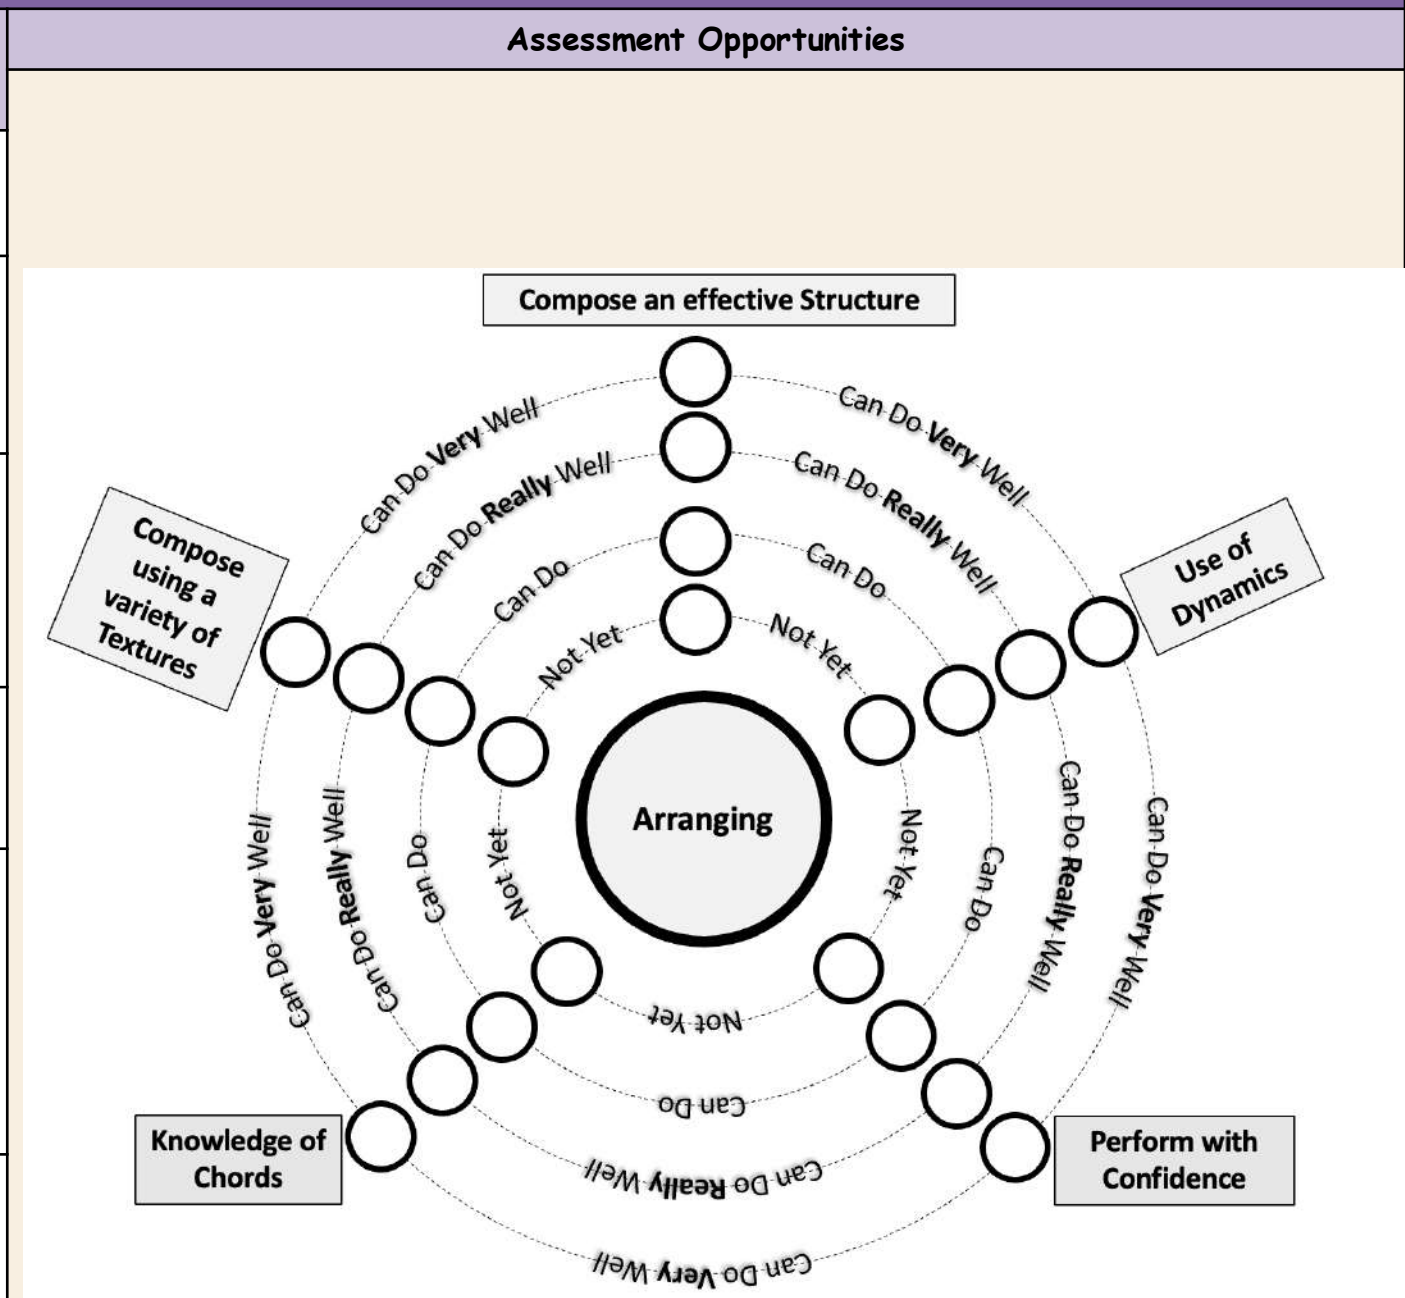 Assessment Opportunities
Compose an effective Structure
Can Do Very Well
Can Do Very Well
Can Do Really Well
Can Do Really Well
Can Do
Can Do
Not Yet
Not Yet
Compose
using a
variety of
Textures
Use of
Dynamics
Arranging
Can Do Very Well
Can Do Really Well
Can Do
Not Yet
Not Yet
Can Do
Can Do Really Well
Can Do Very Well
Not Yet
Can Do
Can Do Really Well
Can Do Very Well
Knowledge of
Chords
Perform with
Confidence